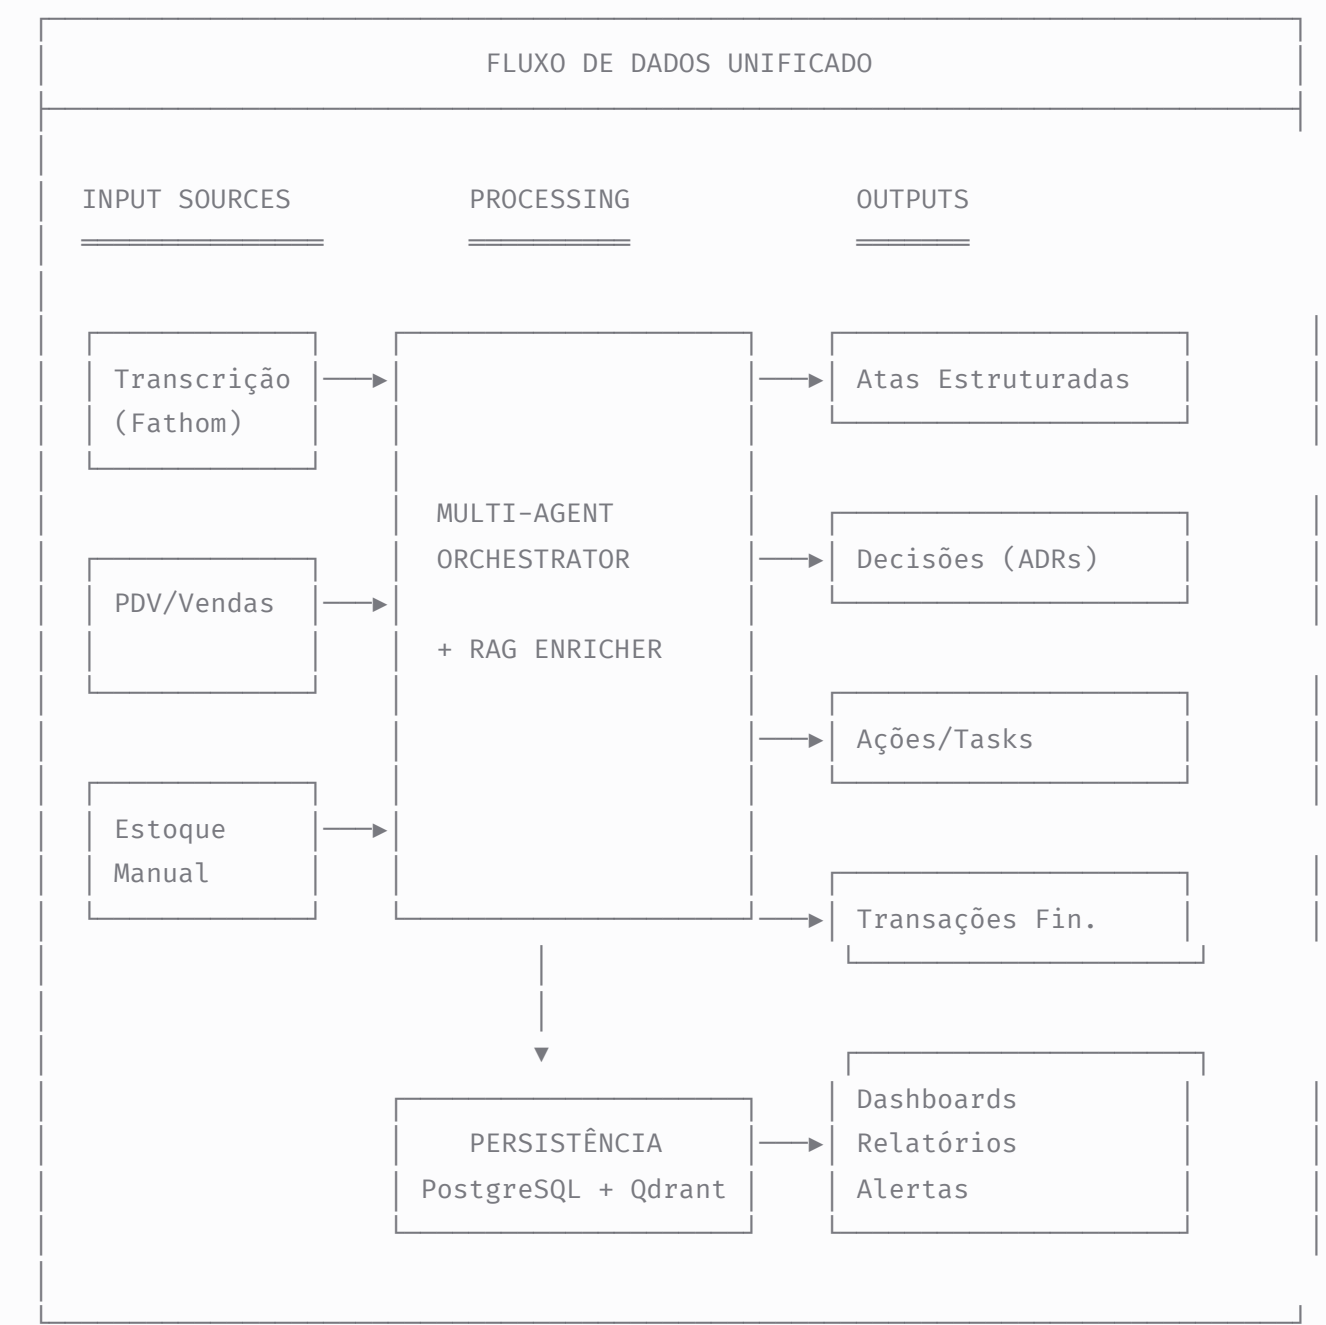 FLUXO DE DADOS UNIFICADO
INPUT SOURCES
PROCESSING
OUTPUTS
Transcrição
(Fathom)
PDV/Vendas
Estoque
Manual
MULTI-AGENT
ORCHESTRATOR
+ RAG ENRICHER
Atas Estruturadas
Decisões (ADRs)
Ações/Tasks
Transações Fin.
PERSISTÊNCIA
PostgreSQL + Qdrant
Dashboards
Relatórios
Alertas